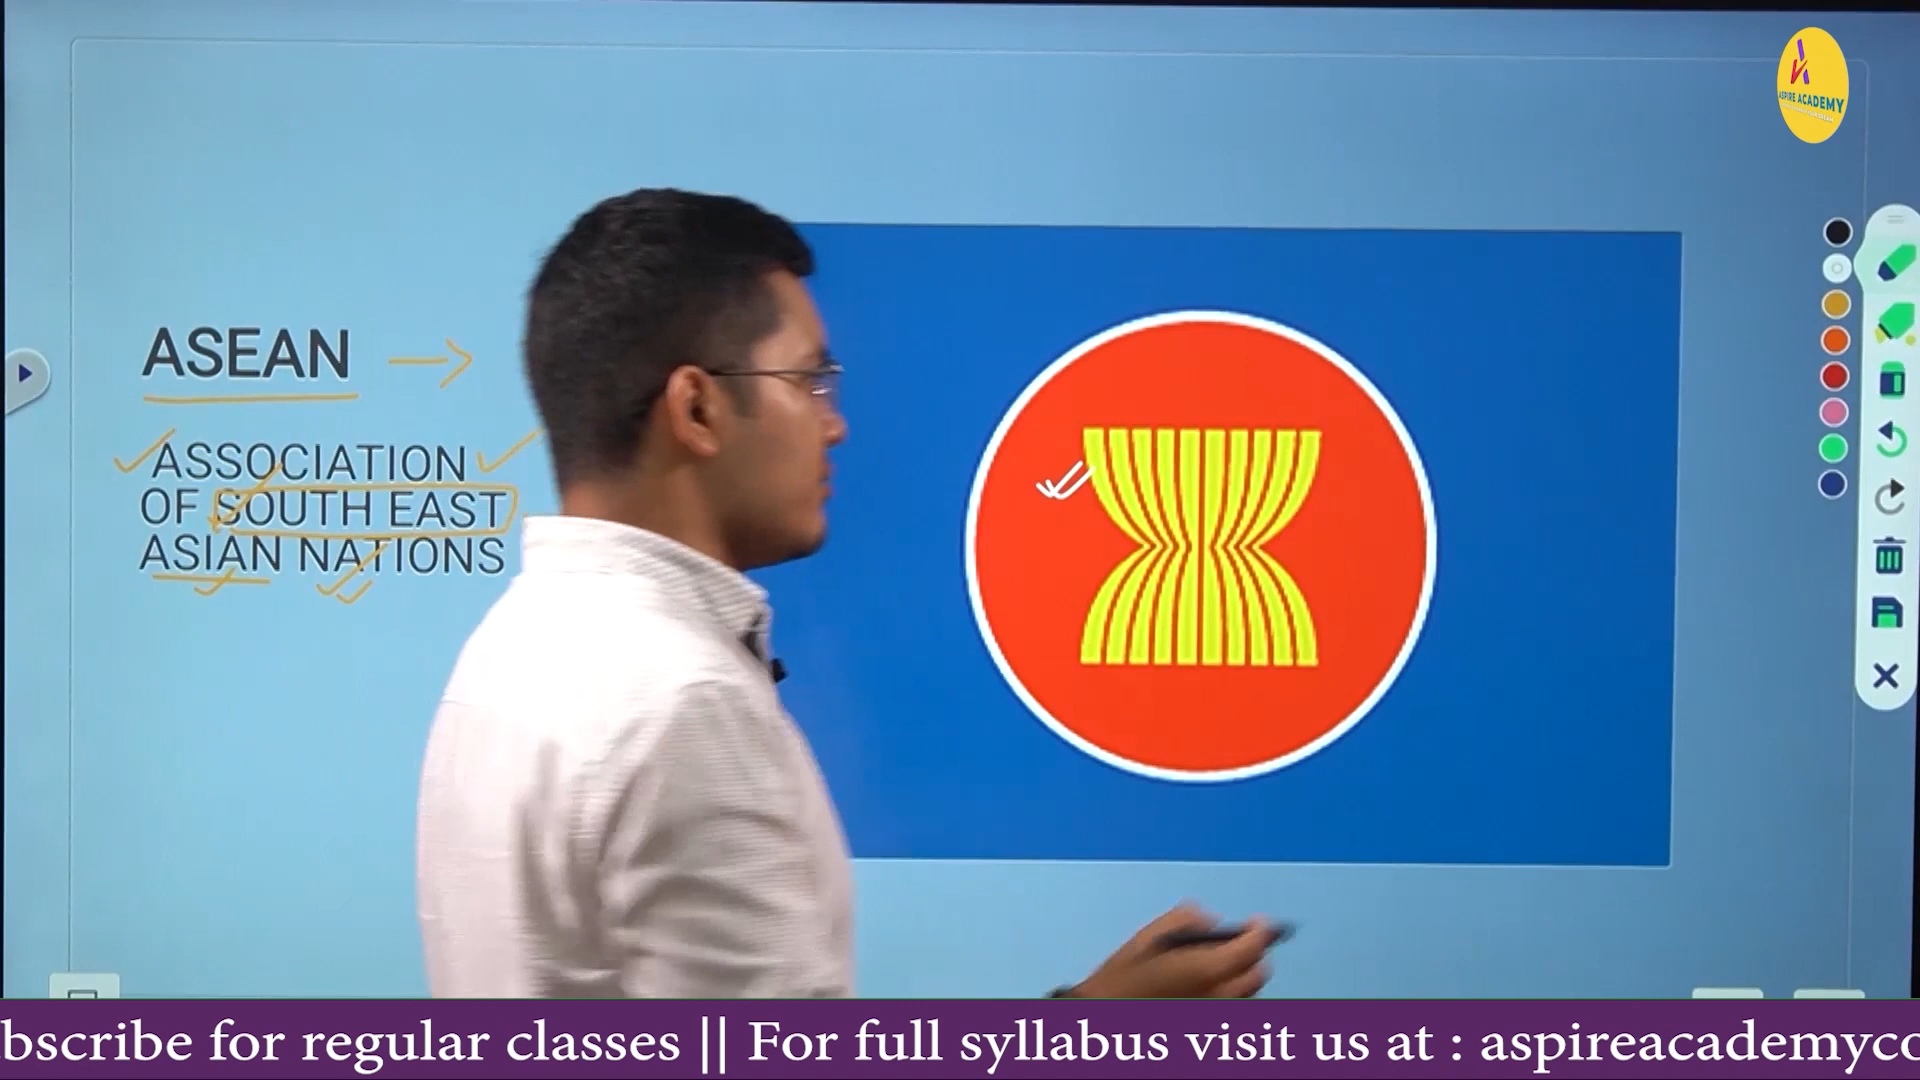 ASPIRE ACADEMY
ASEAN
ASSOCIATION
OF SOUTH EAST
ASIAN NATIONS
bscribe for regular classes || For full syllabus visit us at : aspireacademyco